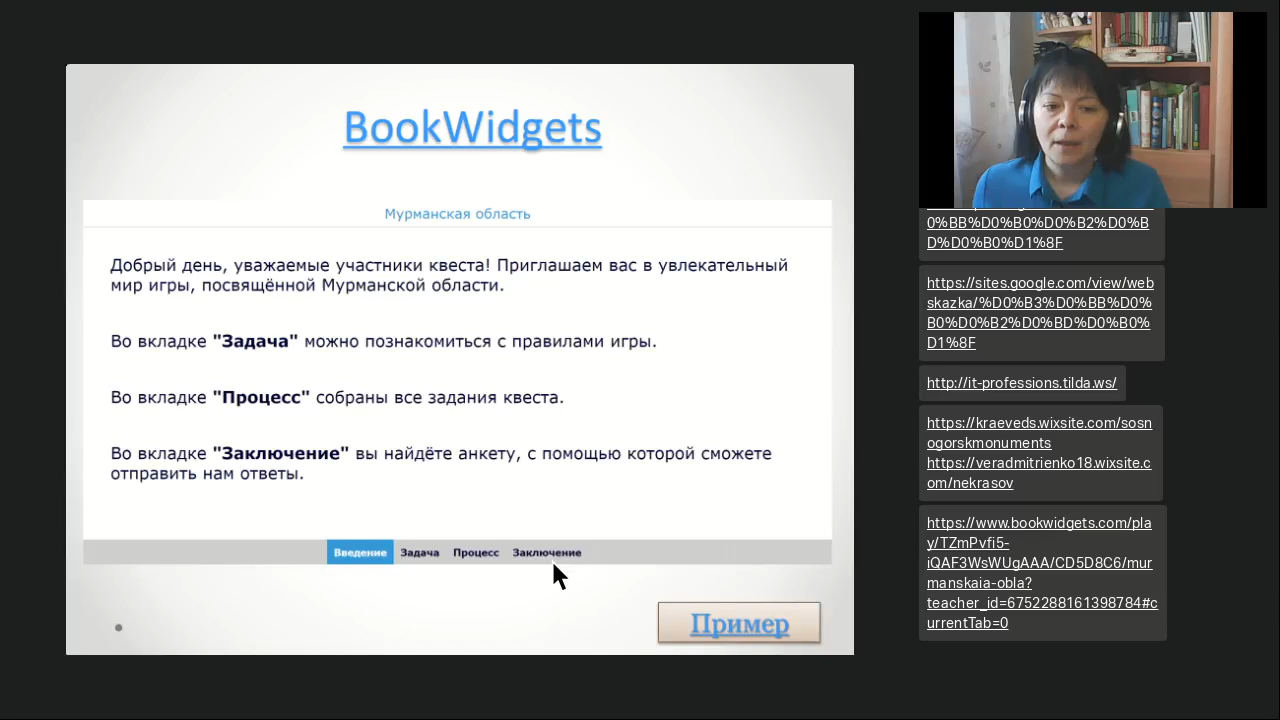 BookWidgets
Мурманская область
Добрый день, уважаемые участники квеста! Приглашаем вас в увлекательный
мир игры, посвящённой Мурманской области.
Во вкладке "Задача" можно познакомиться с правилами игры.
Во вкладке "Процесс" собраны все задания квеста.
Во вкладке "Заключение" вы найдёте анкету, с помощью которой сможете
отправить нам ответы.
Введение Задача Процесс Заключение
Пример
0%BB%D0%B0%D0%B2%D0%B
D%D0%B0%D1%8F
https://sites.google.com/view/web
skazka/%D0%B3%D0%BB%D0%
B0%D0%B2%D0%BD%D0%B0%
D1%8F
http://it-professions.tilda.ws/
https://kraeveds.wixsite.com/sosn
ogorskmonuments
https://veradmitrienko18.wixsite.c
om/nekrasov
https://www.bookwidgets.com/pla
y/TZmPvfi5-
iQAF3WsWUgAAA/CD5D8C6/mur
manskaia-obla?
teacher_id=6752288161398784#c
urrentTab=0